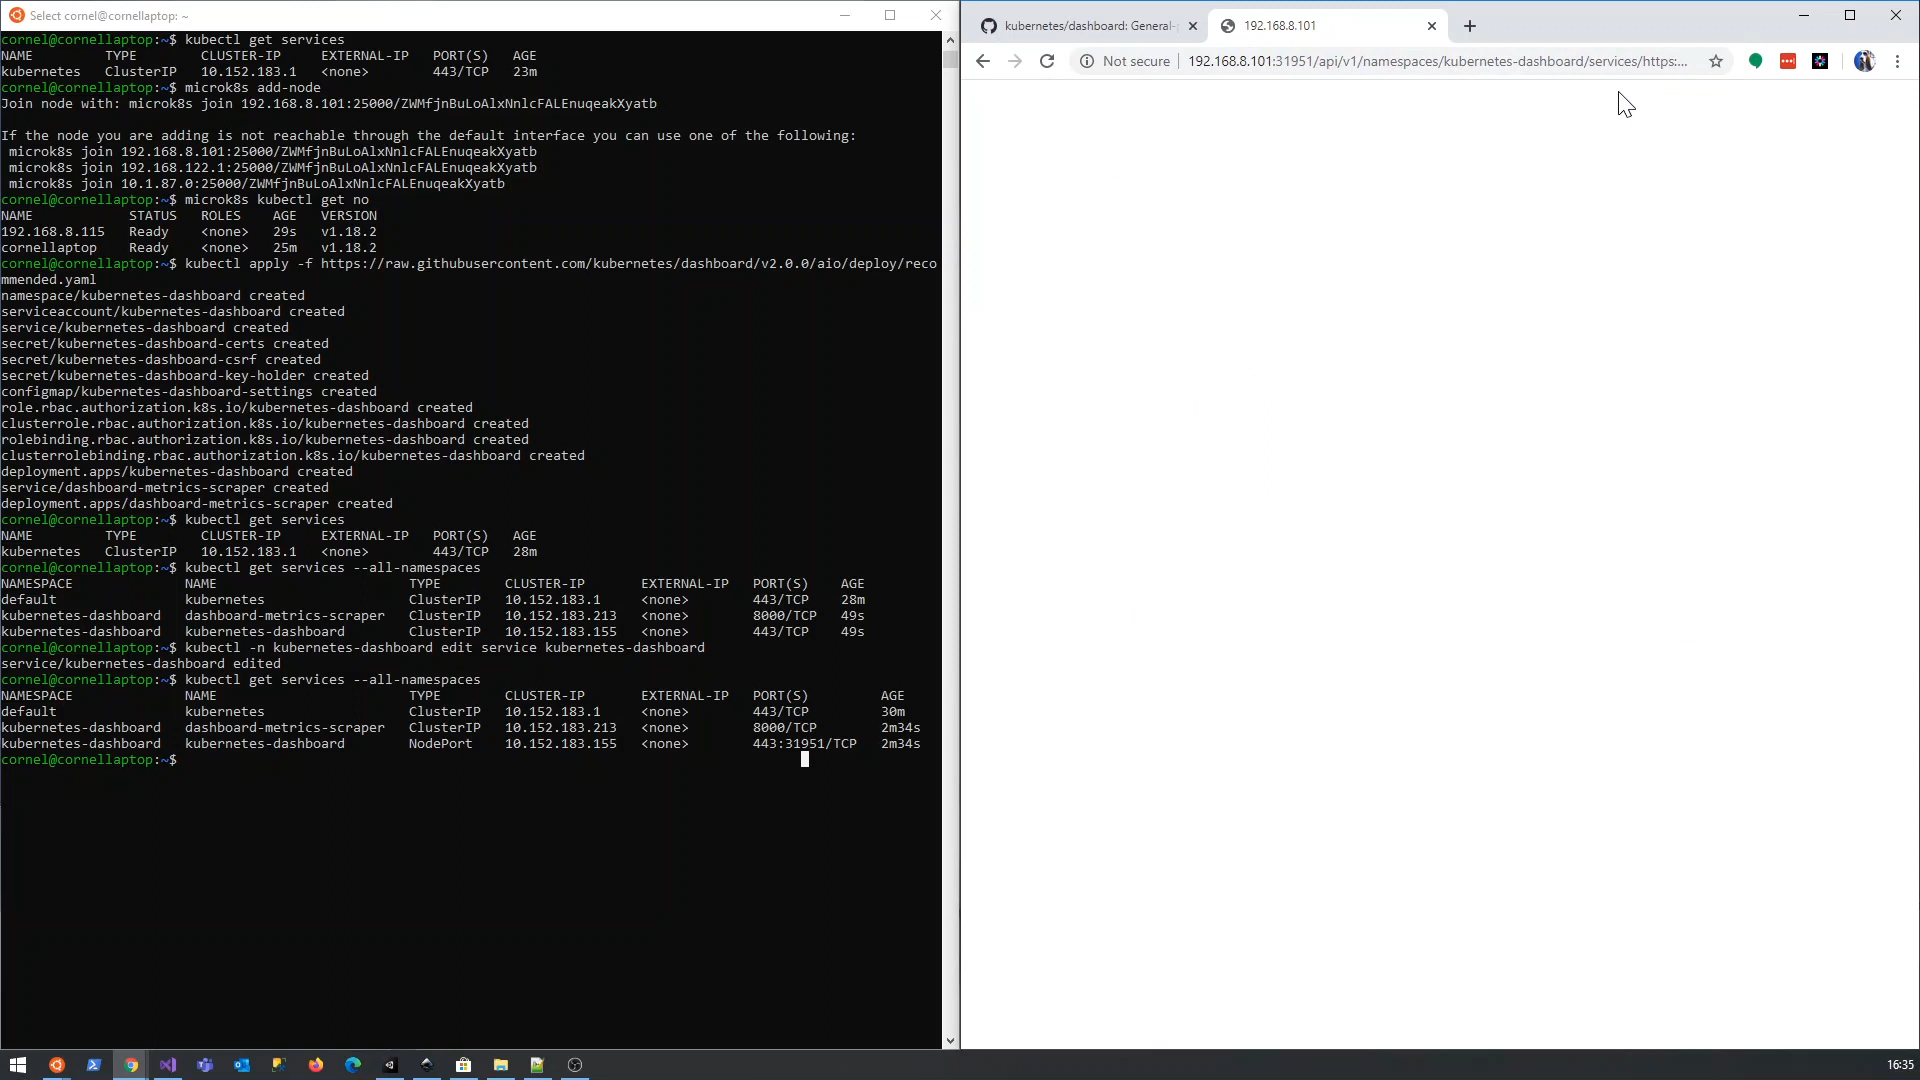 Select cornel@cornellaptop: ~
cornel@cornellaptop:~$ kubectl get services
NAME         TYPE        CLUSTER-IP     EXTERNAL-IP   PORT(S)   AGE
kubernetes   ClusterIP   10.152.183.1   <none>        443/TCP   23m
cornel@cornellaptop:~$ microk8s add-node
Join node with: microk8s join 192.168.8.101:25000/ZWMfjnBuLoAlxNnlcFALEnuqeakXyatb
If the node you are adding is not reachable through the default interface you can use one of the following:
microk8s join 192.168.8.101:25000/ZWMfjnBuLoAlxNnlcFALEnuqeakXyatb
microk8s join 192.168.122.1:25000/ZWMfjnBuLoAlxNnlcFALEnuqeakXyatb
microk8s join 10.1.87.0:25000/ZWMfjnBuLoAlxNnlcFALEnuqeakXyatb
cornel@cornellaptop:~$ microk8s kubectl get no
NAME            STATUS   ROLES    AGE   VERSION
192.168.8.115   Ready    <none>   29s   v1.18.2
cornellaptop    Ready    <none>   25m   v1.18.2
cornel@cornellaptop:~$ kubectl apply -f https://raw.githubusercontent.com/kubernetes/dashboard/v2.0.0/aio/deploy/reco
mmended.yaml
namespace/kubernetes-dashboard created
serviceaccount/kubernetes-dashboard created
service/kubernetes-dashboard created
secret/kubernetes-dashboard-certs created
secret/kubernetes-dashboard-csrf created
secret/kubernetes-dashboard-key-holder created
configmap/kubernetes-dashboard-settings created
role.rbac.authorization.k8s.io/kubernetes-dashboard created
clusterrole.rbac.authorization.k8s.io/kubernetes-dashboard created
rolebinding.rbac.authorization.k8s.io/kubernetes-dashboard created
clusterrolebinding.rbac.authorization.k8s.io/kubernetes-dashboard created
deployment.apps/kubernetes-dashboard created
service/dashboard-metrics-scraper created
deployment.apps/dashboard-metrics-scraper created
cornel@cornellaptop:~$ kubectl get services
NAME         TYPE        CLUSTER-IP     EXTERNAL-IP   PORT(S)   AGE
kubernetes   ClusterIP   10.152.183.1   <none>        443/TCP   28m
cornel@cornellaptop:~$ kubectl get services --all-namespaces
NAMESPACE              NAME                        TYPE        CLUSTER-IP       EXTERNAL-IP   PORT(S)    AGE
default                kubernetes                  ClusterIP   10.152.183.1     <none>        443/TCP    28m
kubernetes-dashboard   dashboard-metrics-scraper   ClusterIP   10.152.183.213   <none>        8000/TCP   49s
kubernetes-dashboard   kubernetes-dashboard        ClusterIP   10.152.183.155   <none>        443/TCP    49s
cornel@cornellaptop:~$ kubectl -n kubernetes-dashboard edit service kubernetes-dashboard
service/kubernetes-dashboard edited
cornel@cornellaptop:~$ kubectl get services --all-namespaces
NAMESPACE              NAME                        TYPE        CLUSTER-IP       EXTERNAL-IP   PORT(S)         AGE
default                kubernetes                  ClusterIP   10.152.183.1     <none>        443/TCP         30m
kubernetes-dashboard   dashboard-metrics-scraper   ClusterIP   10.152.183.213   <none>        8000/TCP        2m34s
kubernetes-dashboard   kubernetes-dashboard        NodePort    10.152.183.155   <none>        443:31951/TCP   2m34s
cornel@cornellaptop:~$
kubernetes/dashboard: General-
192.168.8.101
Not secure | 192.168.8.101:31951/api/v1/namespaces/kubernetes-dashboard/services/https:...
16:35